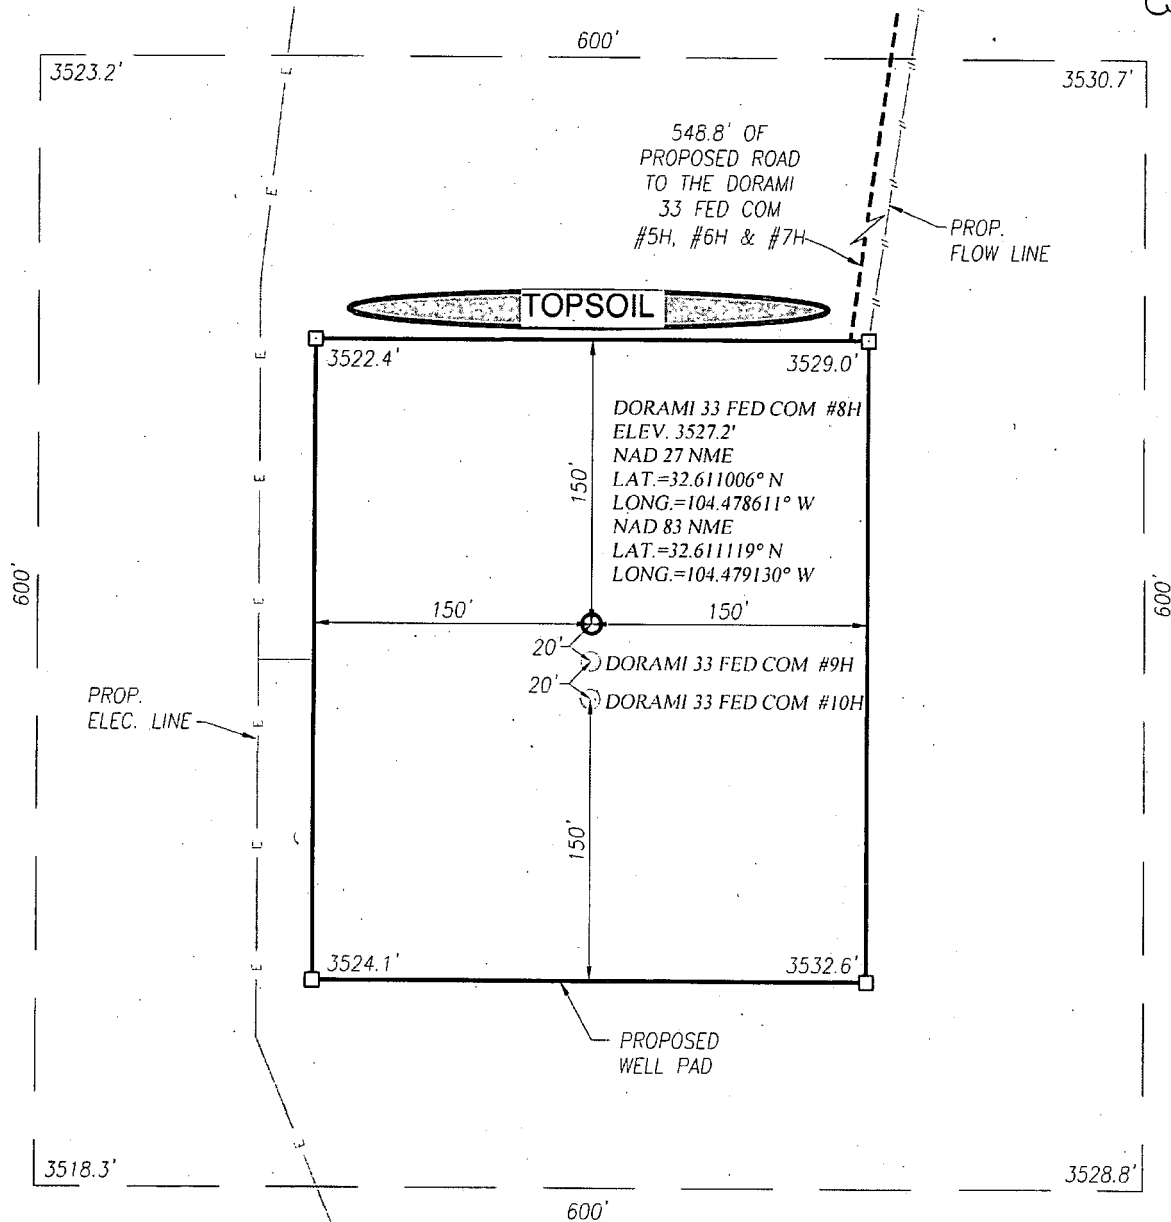 600'
3523.2'
3530.7'
548.8' OF
PROPOSED ROAD
TO THE DORAMI
33 FED COM
#5H, #6H & #7H
PROP.
FLOW LINE
TOPSOIL
3522.4'
3529.0'
DORAMI 33 FED COM #8H
ELEV. 3527.2'
NAD 27 NME
LAT.=32.611006° N
LONG.=104.478611° W
NAD 83 NME
LAT.=32.611119° N
LONG.=104.479130° W
150'
600'
600'
150'
150'
20'
DORAMI 33 FED COM #9H
20'
DORAMI 33 FED COM #10H
PROP.
ELEC. LINE
150'
3524.1'
3532.6'
PROPOSED
WELL PAD
3518.3'
3528.8'
600'